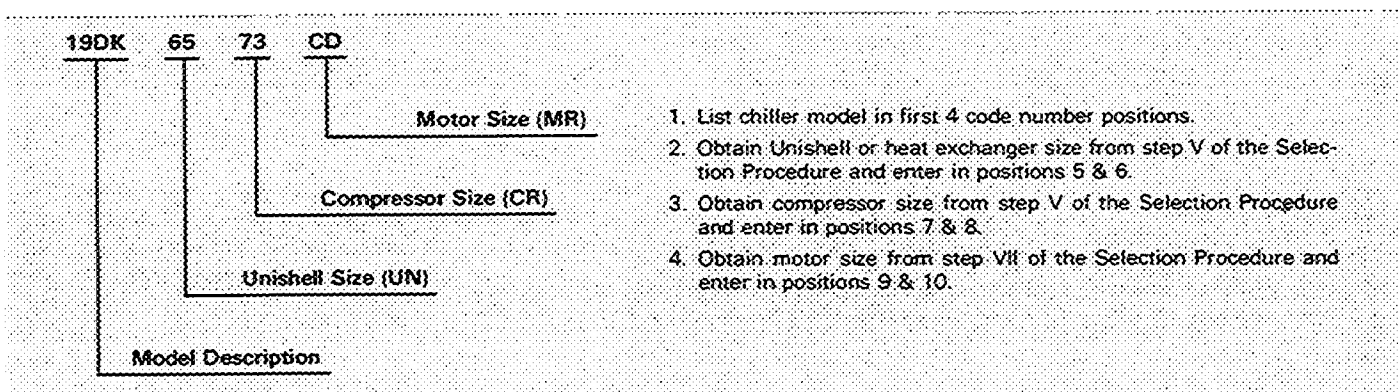 19DK 65 73 CD
Motor Size (MR)
Compressor Size (CR)
Unishell Size (UN)
Model Description
1. List chiller model in first 4 code number positions.
2. Obtain Unishell or heat exchanger size from step V of the Selec-
tion Procedure and enter in positions 5 & 6.
3. Obtain compressor size from step V of the Selection Procedure
and enter in positions 7 & 8.
4. Obtain motor size from step VII of the Selection Procedure and
enter in positions 9 & 10.